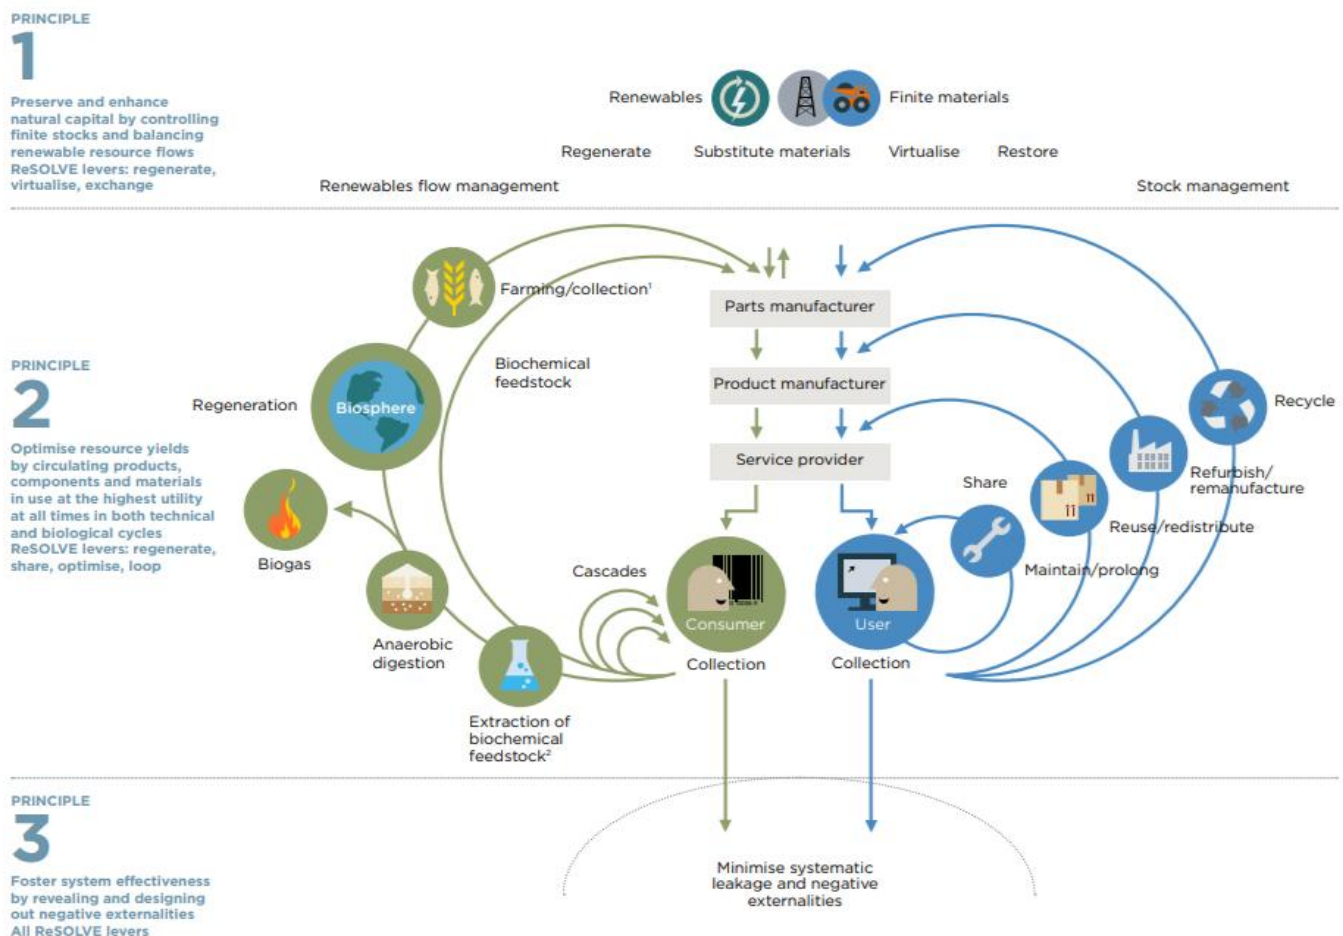 PRINCIPLE
1
Preserve and enhance
natural capital by controlling
finite stocks and balancing
renewable resource flows
ReSOLVE levers: regenerate,
virtualise, exchange
Renewables
Finite materials
Regenerate
Substitute materials
Virtualise
Restore
Renewables flow management
Stock management
PRINCIPLE
2
Optimise resource yields
by circulating products,
components and materials
in use at the highest utility
at all times in both technical
and biological cycles
ReSOLVE levers: regenerate,
share, optimise, loop
Farming/collection¹
Biochemical
feedstock
Regeneration
Biosphere
Biogas
Anaerobic
digestion
Extraction of
biochemical
feedstock²
Cascades
Parts manufacturer
Product manufacturer
Service provider
Consumer
Collection
User
Collection
Share
Maintain/prolong
Reuse/redistribute
Refurbish/
remanufacture
Recycle
PRINCIPLE
3
Foster system effectiveness
by revealing and designing
out negative externalities
All ReSOLVE levers
Minimise systematic
leakage and negative
externalities